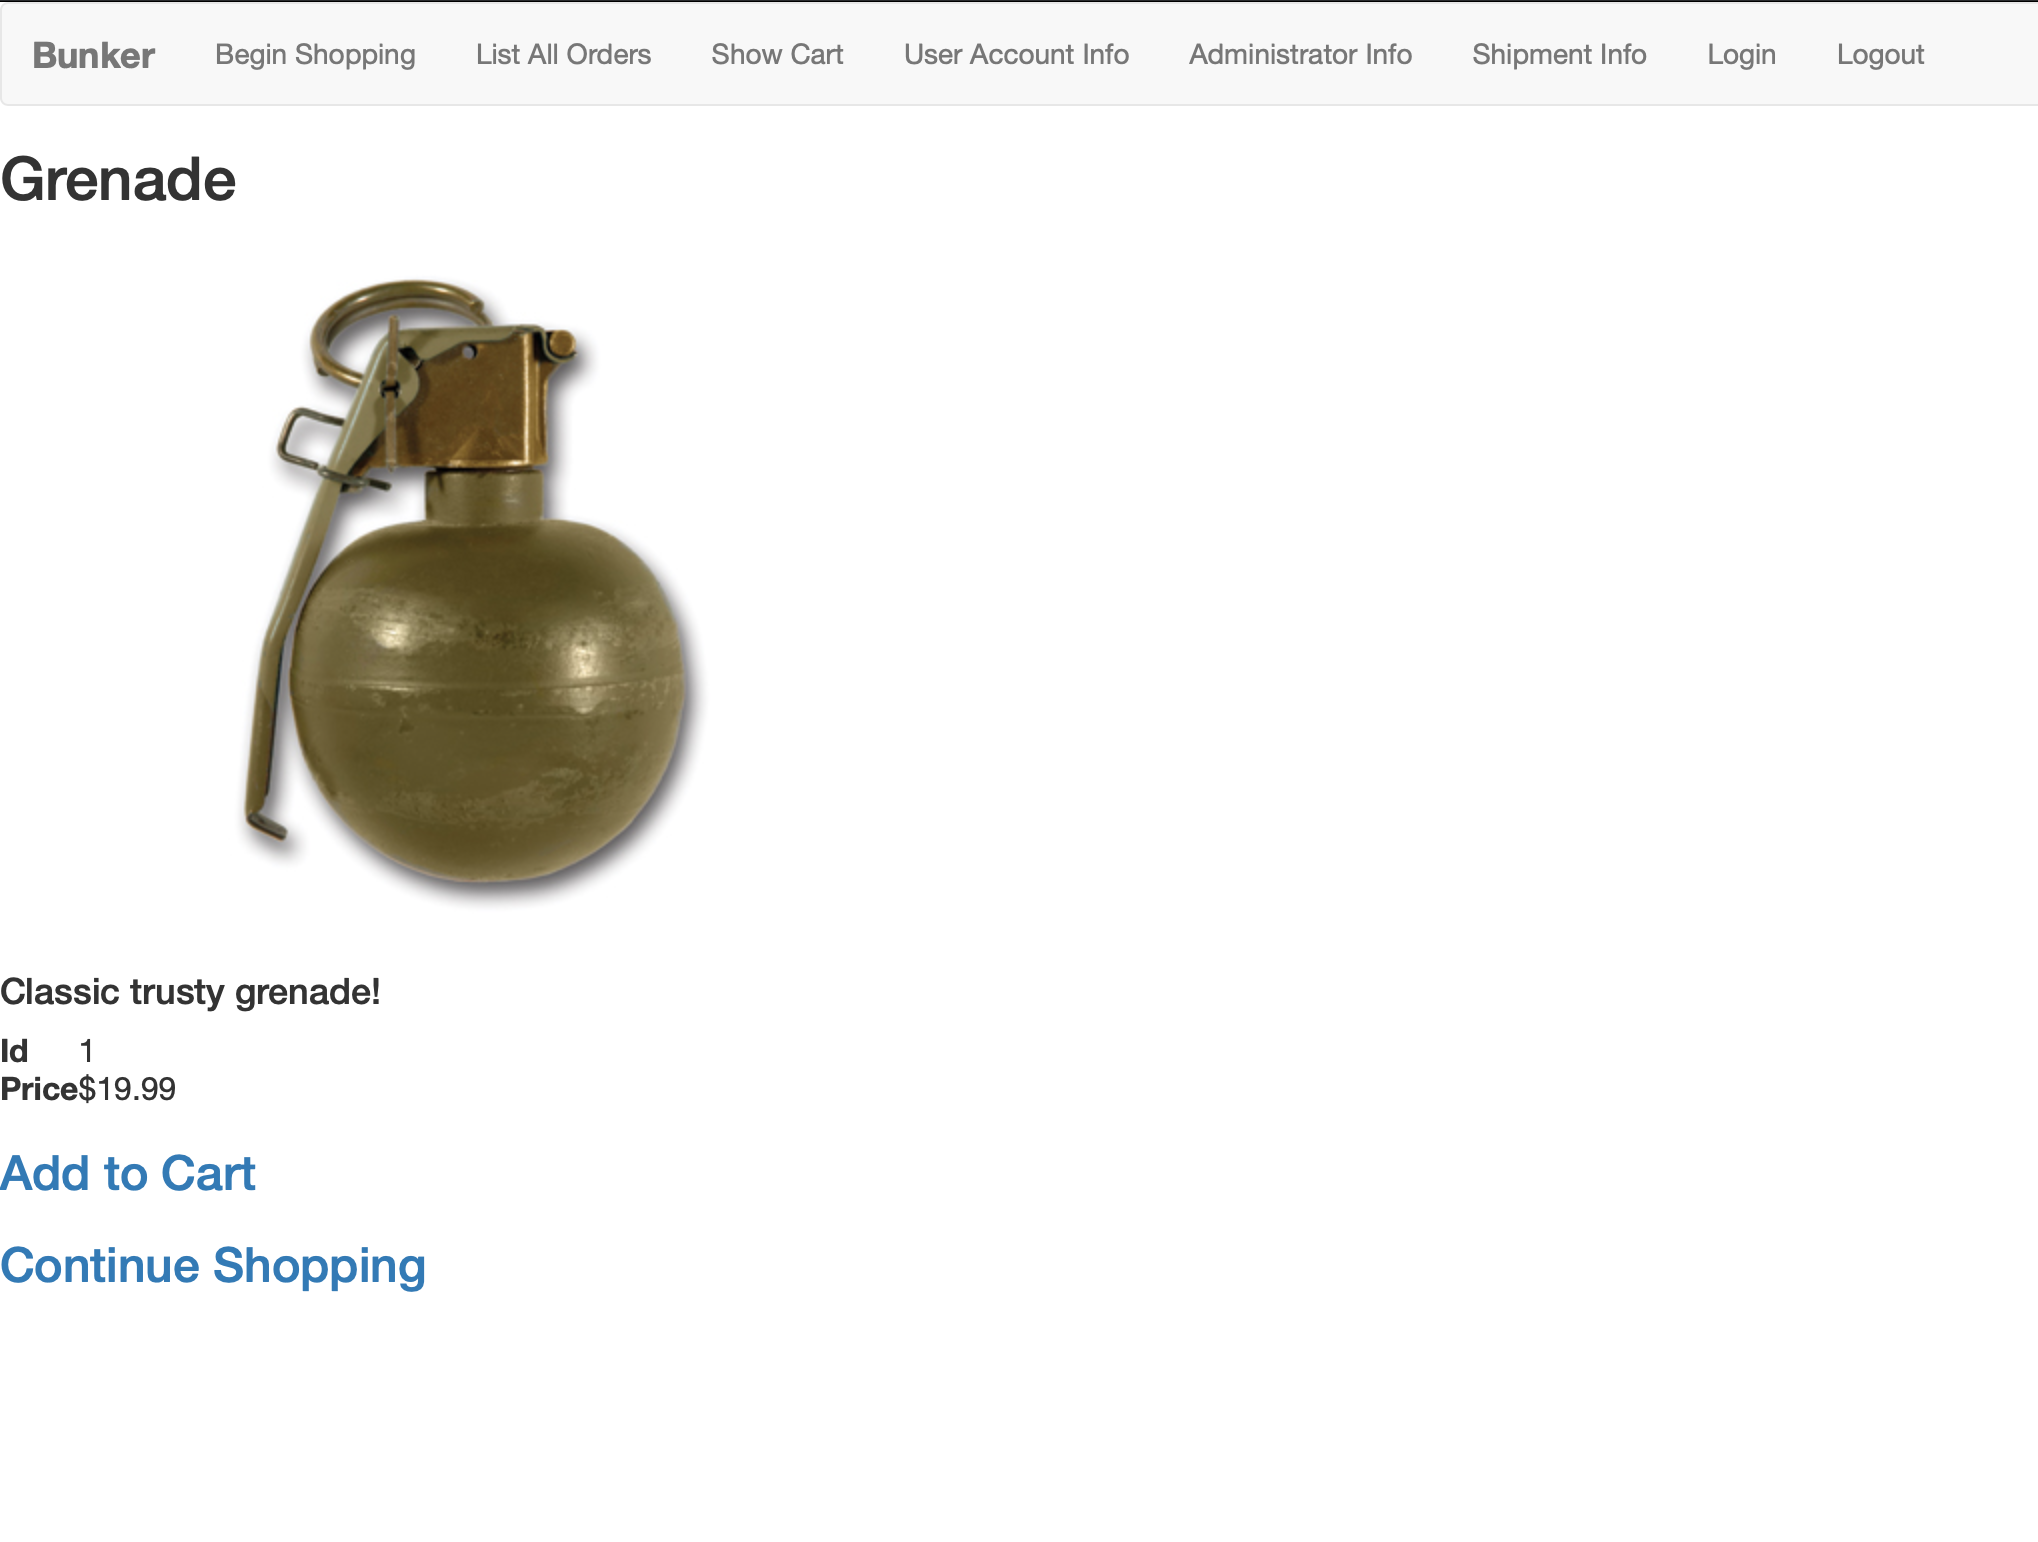 Bunker Begin Shopping List All Orders Show Cart User Account Info Administrator Info Shipment Info Login Logout
Grenade
Classic trusty grenade!
Id 1
Price$19.99
Add to Cart
Continue Shopping